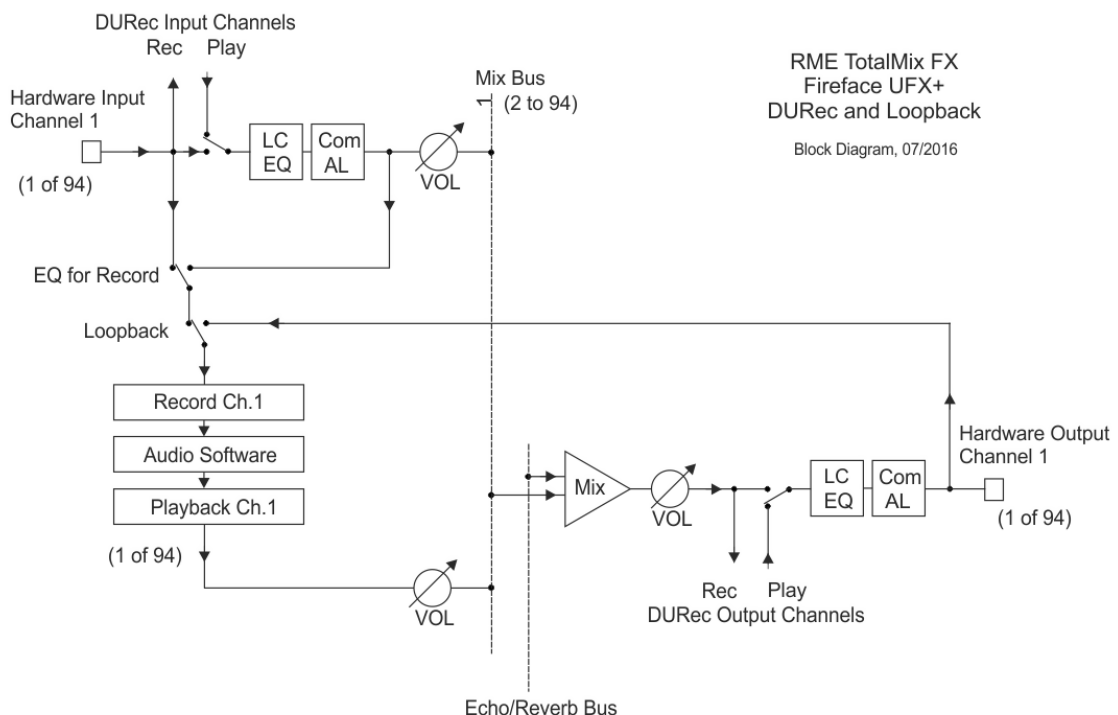 DURec Input Channels
Rec Play
RME TotalMix FX
Fireface UFX+
DURec and Loopback
Block Diagram, 07/2016
Mix Bus
1 (2 to 94)
Hardware Input
Channel 1
(1 of 94)
LC
EQ
Com
AL
VOL
EQ for Record
Loopback
Record Ch.1
Audio Software
Playback Ch.1
(1 of 94)
VOL
Mix
VOL
LC
EQ
Com
AL
Hardware Output
Channel 1
(1 of 94)
Rec Play
DURec Output Channels
Echo/Reverb Bus